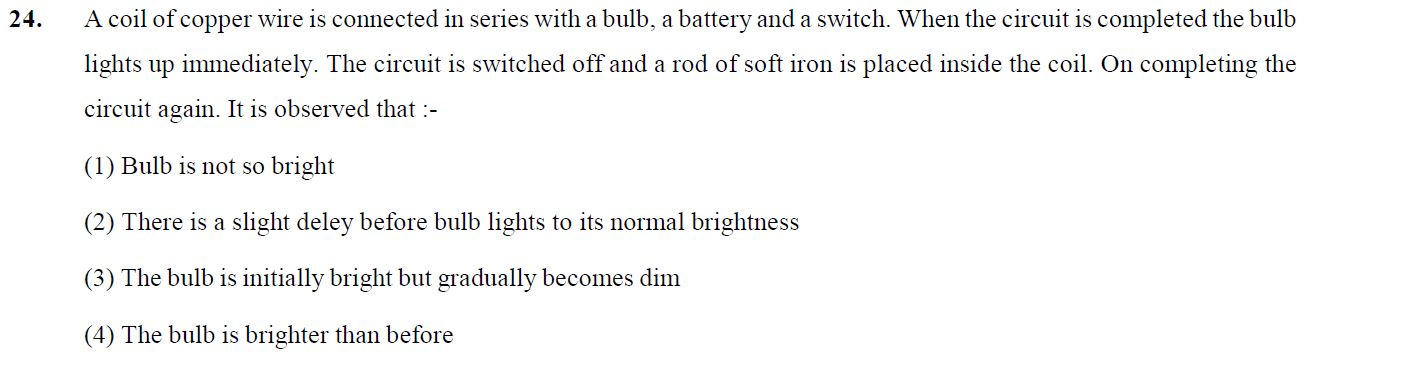 24. A coil of copper wire is connected in series with a bulb, a battery and a switch. When the circuit is completed the bulb
lights up immediately. The circuit is switched off and a rod of soft iron is placed inside the coil. On completing the
circuit again. It is observed that :-
(1) Bulb is not so bright
(2) There is a slight deley before bulb lights to its normal brightness
(3) The bulb is initially bright but gradually becomes dim
(4) The bulb is brighter than before